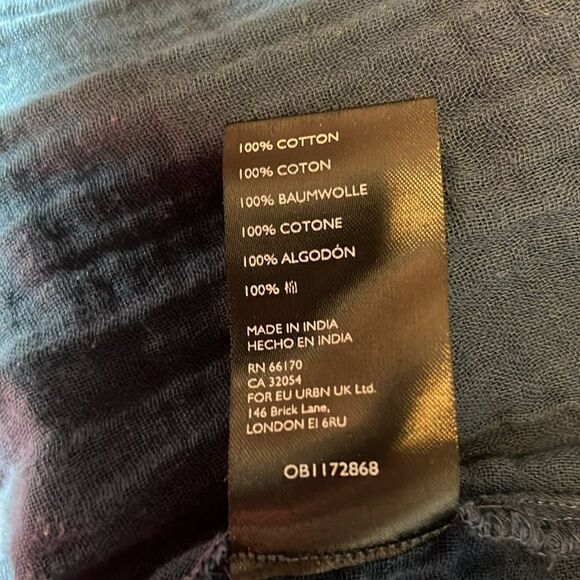 100% COTTON
100% COTON
100% BAUMWOLLE
100% COTONE
100% ALGODÓN
100% 棉
MADE IN INDIA
HECHO EN INDIA
RN 66170
CA 32054
FOR EU URBN UK Ltd.
146 Brick Lane,
LONDON E1 6RU
OB1172868